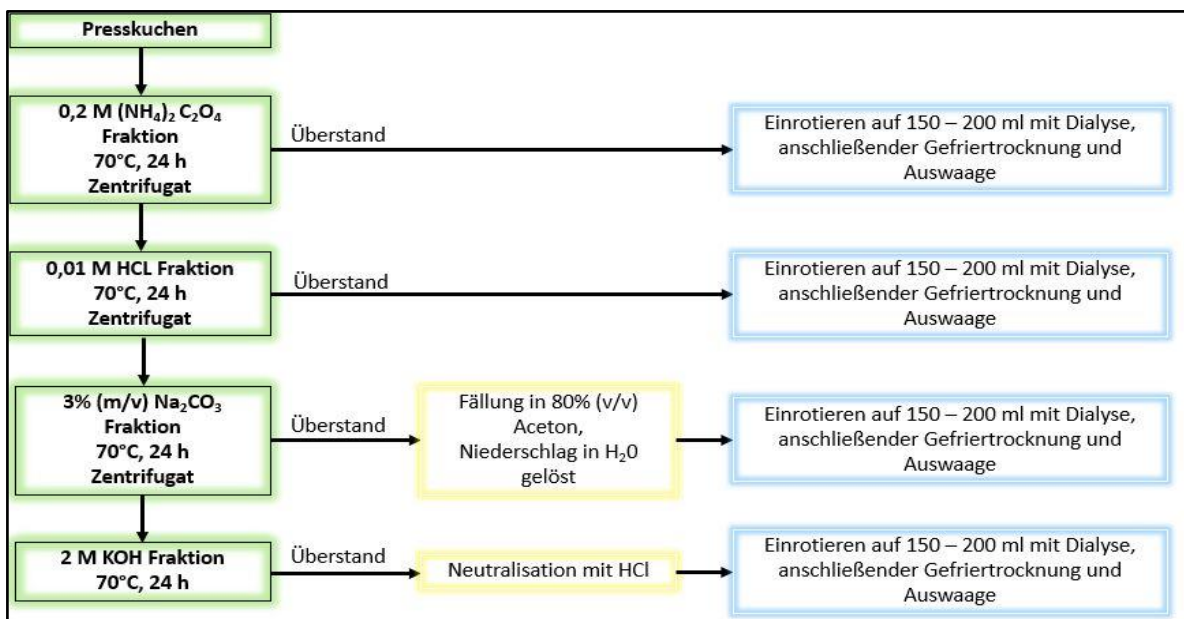 Presskuchen
0,2 M (NH₄)₂ C₂O₄
Fraktion
70°C, 24 h
Zentrifugat
Überstand
Einrotieren auf 150 – 200 ml mit Dialyse,
anschließender Gefriertrocknung und
Auswaage
0,01 M HCL Fraktion
70°C, 24 h
Zentrifugat
Überstand
Einrotieren auf 150 – 200 ml mit Dialyse,
anschließender Gefriertrocknung und
Auswaage
3% (m/v) Na₂CO₃
Fraktion
70°C, 24 h
Zentrifugat
Überstand
Fällung in 80% (v/v)
Aceton,
Niederschlag in H₂0
gelöst
Einrotieren auf 150 – 200 ml mit Dialyse,
anschließender Gefriertrocknung und
Auswaage
2 M KOH Fraktion
70°C, 24 h
Überstand
Neutralisation mit HCl
Einrotieren auf 150 – 200 ml mit Dialyse,
anschließender Gefriertrocknung und
Auswaage